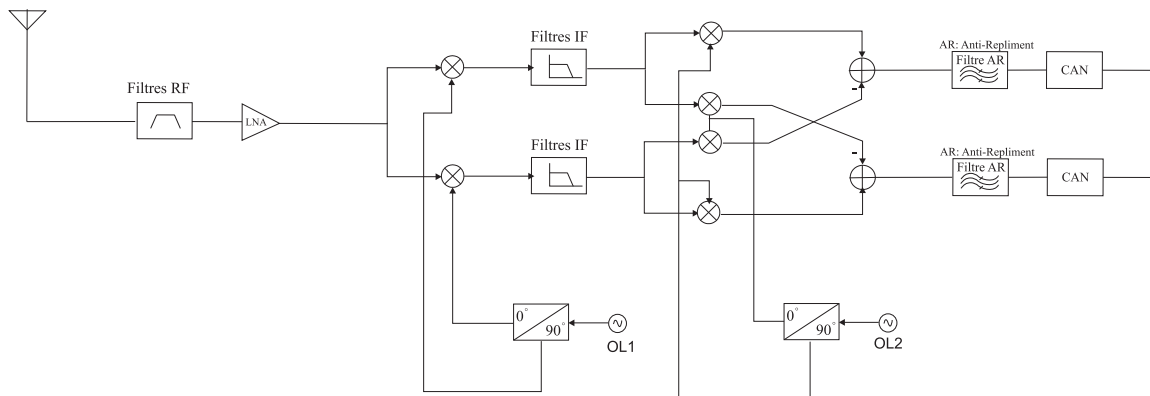 Filtres RF
LNA
Filtres IF
Filtres IF
AR: Anti-Repliment
Filtre AR
CAN
-
-
AR: Anti-Repliment
Filtre AR
CAN
0°
90°
OL1
0°
90°
OL2